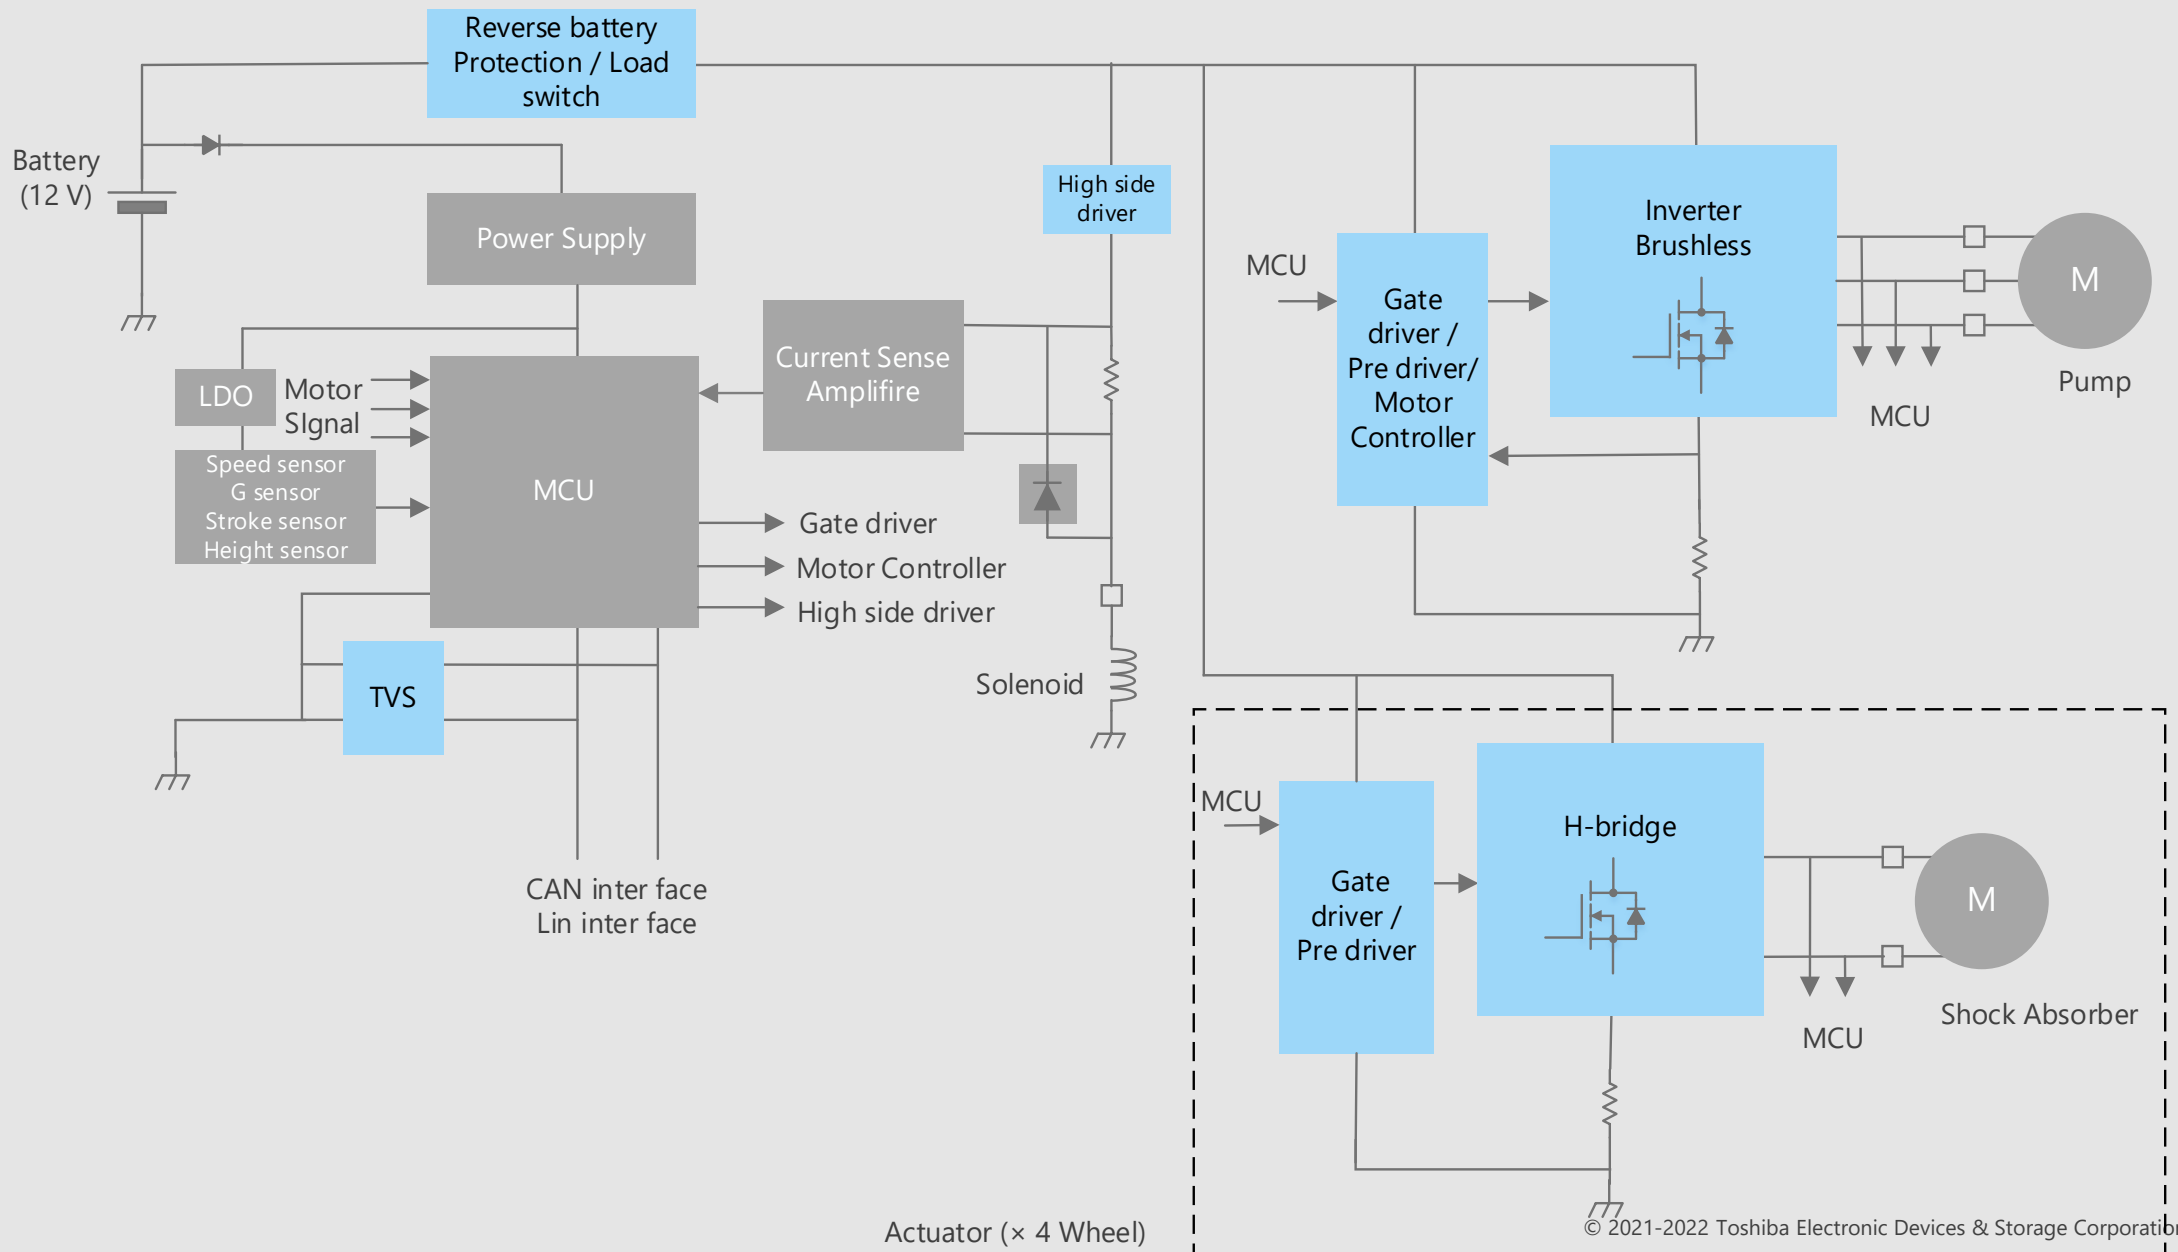 Reverse battery
Protection / Load
switch
Battery
(12 V)
Power Supply
High side
driver
LDO
Motor
SIgnal
Speed sensor
G sensor
Stroke sensor
Height sensor
MCU
Current Sense
Amplifire
Gate driver
Motor Controller
High side driver
TVS
CAN inter face
Lin inter face
Solenoid
MCU
Gate
driver /
Pre driver/
Motor
Controller
Inverter
Brushless
M
Pump
MCU
MCU
Gate
driver /
Pre driver
H-bridge
M
Shock Absorber
MCU
Actuator (× 4 Wheel)
© 2021-2022 Toshiba Electronic Devices & Storage Corporation